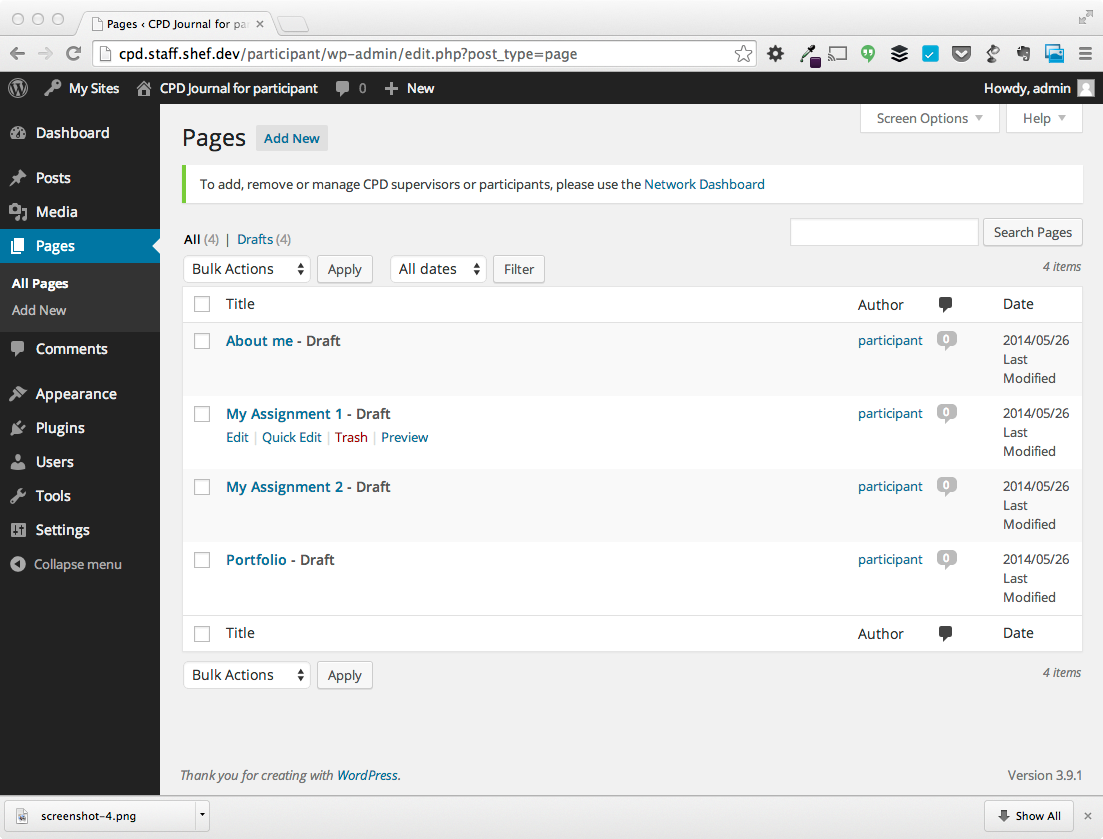 Pages ‹ CPD Journal for pa
cpd.staff.shef.dev/participant/wp-admin/edit.php?post_type=page
My Sites CPD Journal for participant 0 New Howdy, admin
Dashboard
Posts
Media
Pages
All Pages
Add New
Comments
Appearance
Plugins
Users
Tools
Settings
Collapse menu
Screen Options Help
Pages Add New
To add, remove or manage CPD supervisors or participants, please use the Network Dashboard
All (4) | Drafts (4)
Search Pages
Bulk Actions Apply All dates Filter 4 items
Title Author Date
About me - Draft participant 0 2014/05/26
Last
Modified
My Assignment 1 - Draft participant 0 2014/05/26
Edit | Quick Edit | Trash | Preview Last
Modified
My Assignment 2 - Draft participant 0 2014/05/26
Last
Modified
Portfolio - Draft participant 0 2014/05/26
Last
Modified
Title Author Date
Bulk Actions Apply 4 items
Thank you for creating with WordPress. Version 3.9.1
screenshot-4.png Show All